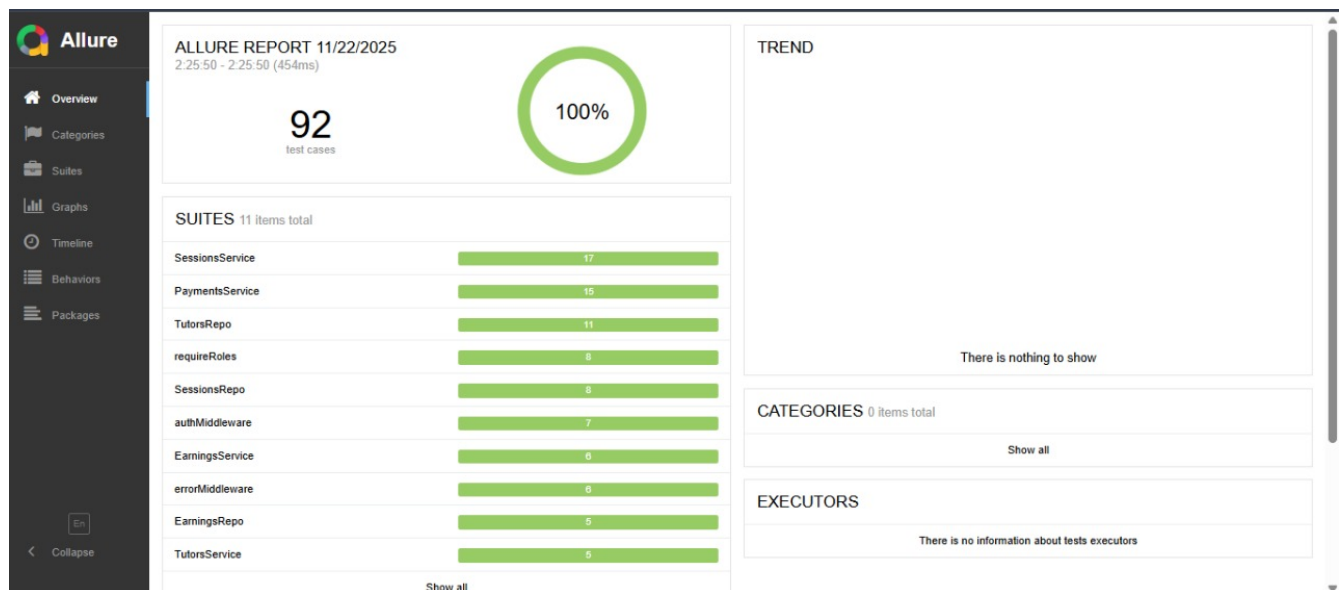 Allure
Overview
Categories
Suites
Graphs
Timeline
Behaviors
Packages
En
Collapse
ALLURE REPORT 11/22/2025
2:25:50 - 2:25:50 (454ms)
92
test cases
100%
SUITES 11 items total
SessionsService 17
PaymentsService 15
TutorsRepo 11
requireRoles 8
SessionsRepo 8
authMiddleware 7
EarningsService 6
errorMiddleware 6
EarningsRepo 5
TutorsService 5
Show all
TREND
There is nothing to show
CATEGORIES 0 items total
Show all
EXECUTORS
There is no information about tests executors